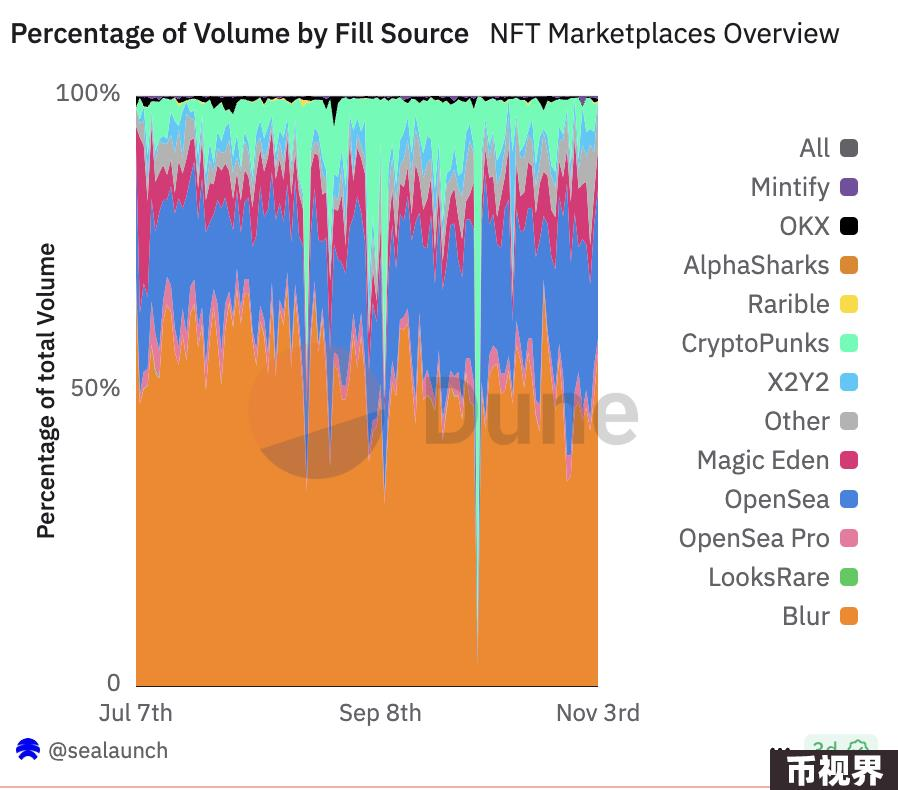 Percentage of Volume by Fill Source NFT Marketplaces Overview
100%
50%
0
Percentage of total Volume
Dune
Jul 7th Sep 8th Nov 3rd
All
Mintify
OKX
AlphaSharks
Rarible
CryptoPunks
X2Y2
Other
Magic Eden
OpenSea
OpenSea Pro
LooksRare
Blur
@sealaunch
3d
币视界